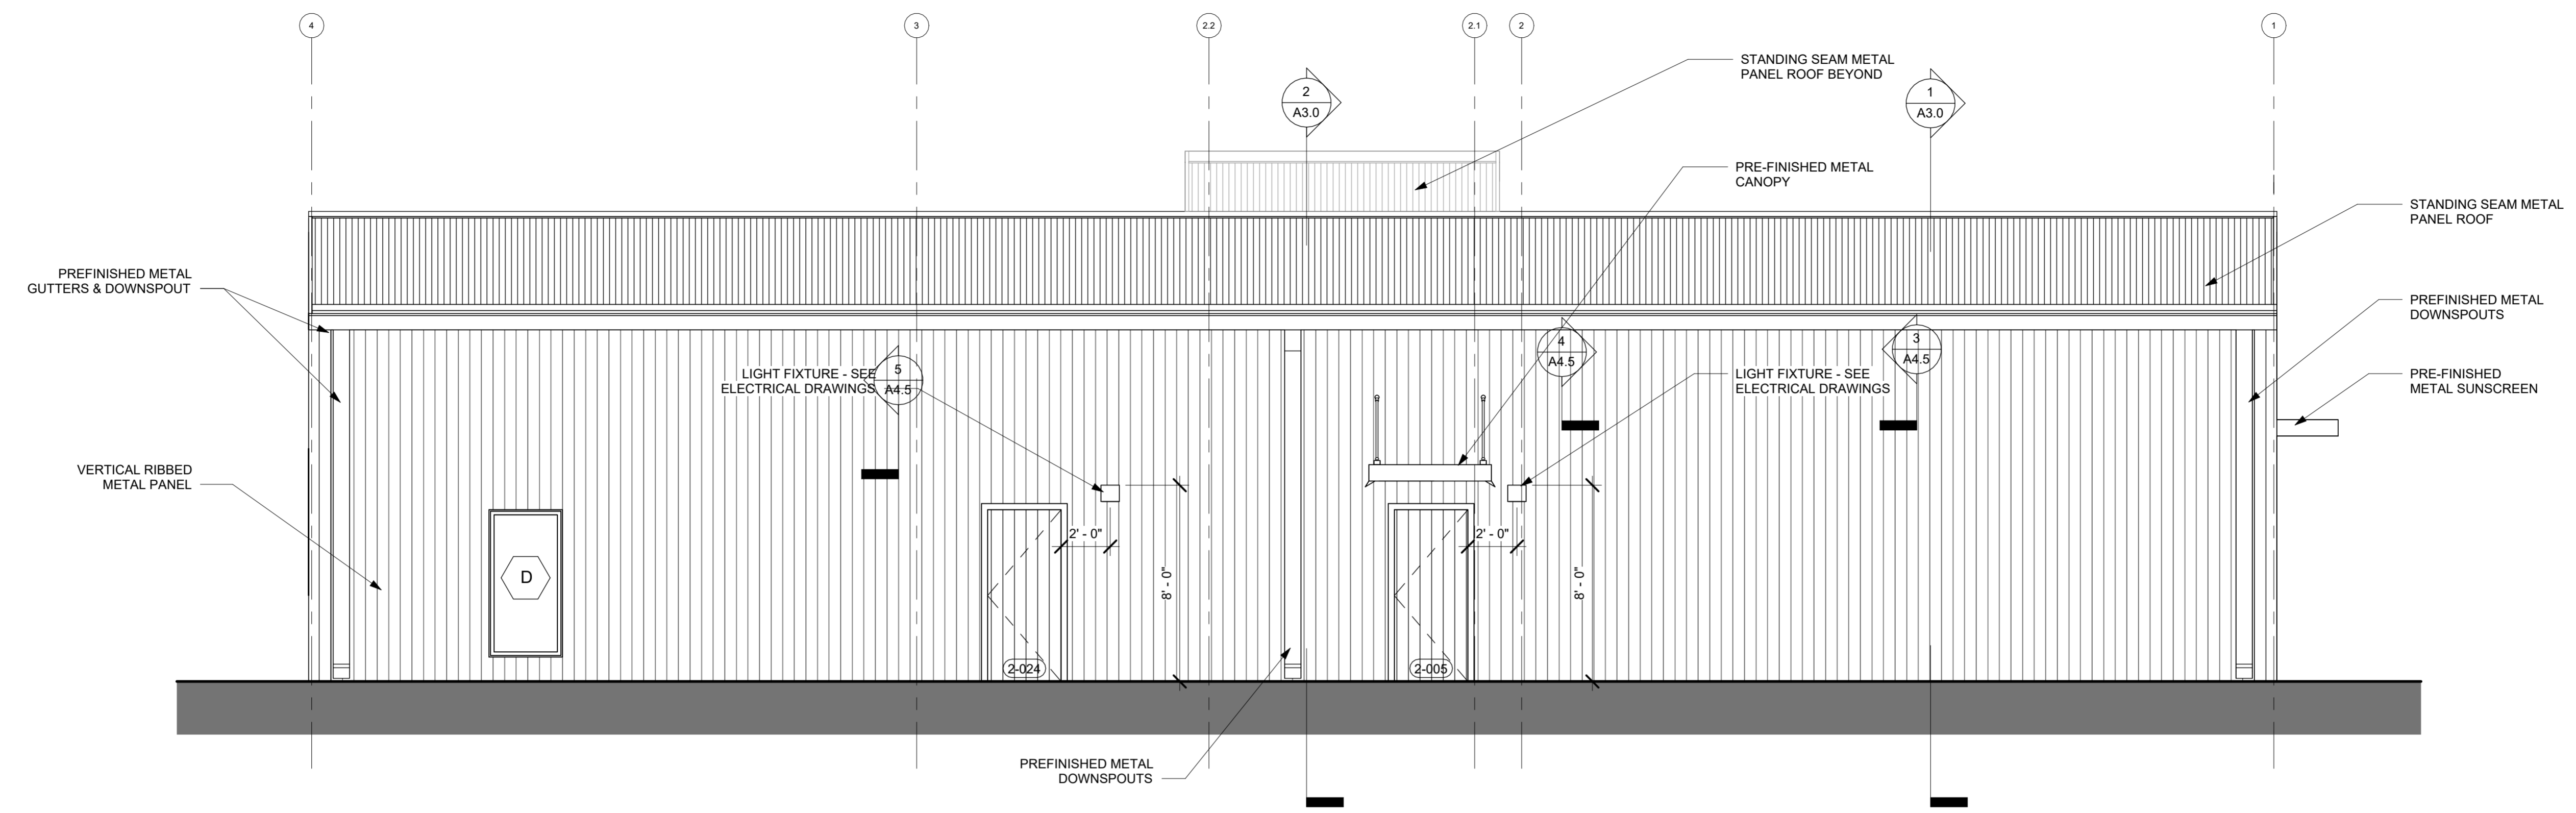 4
3
2.2
2.1
2
1
STANDING SEAM METAL
PANEL ROOF BEYOND
2
A3.0
1
A3.0
PRE-FINISHED METAL
CANOPY
STANDING SEAM METAL
PANEL ROOF
PREFINISHED METAL
GUTTERS & DOWNSPOUT
PREFINISHED METAL
DOWNSPOUTS
LIGHT FIXTURE - SEE
ELECTRICAL DRAWINGS
5
A4.5
4
A4.5
3
A4.5
LIGHT FIXTURE - SEE
ELECTRICAL DRAWINGS
PRE-FINISHED
METAL SUNSCREEN
VERTICAL RIBBED
METAL PANEL
D
2' - 0"
8' - 0"
2' - 0"
8' - 0"
2-024
2-005
PREFINISHED METAL
DOWNSPOUTS